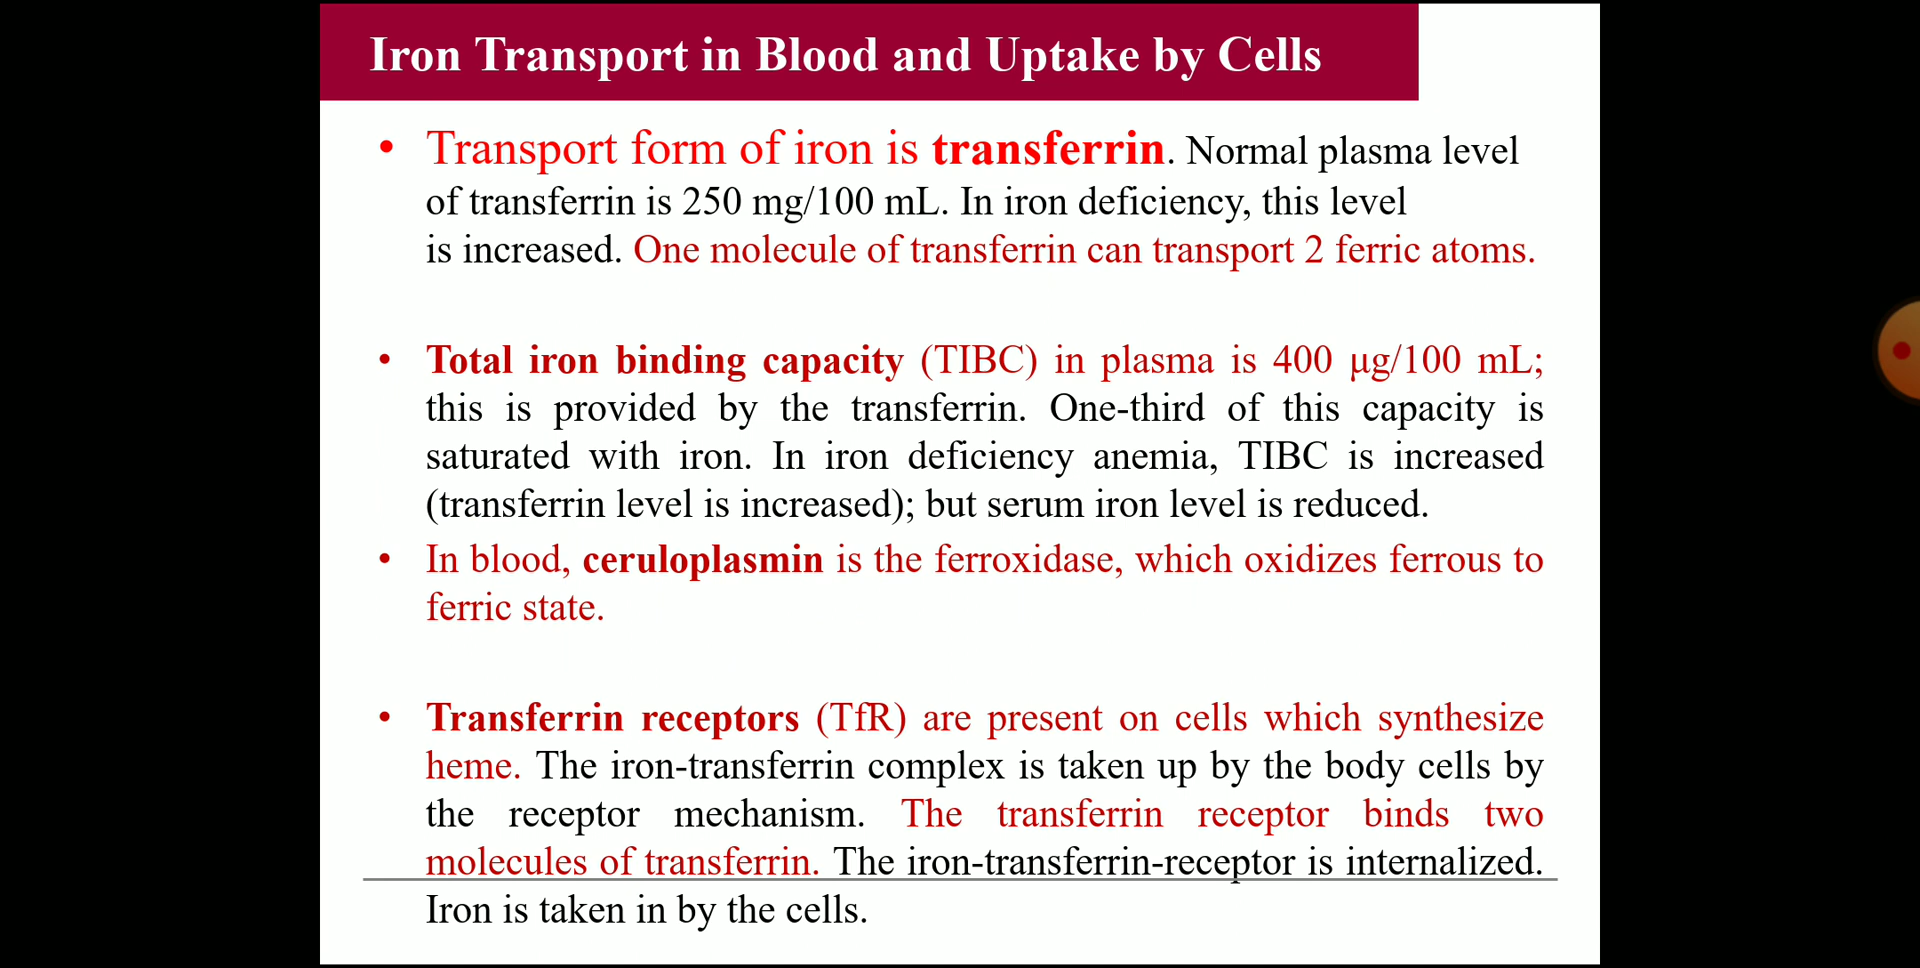 Iron Transport in Blood and Uptake by Cells
• Transport form of iron is transferrin. Normal plasma level
of transferrin is 250 mg/100 mL. In iron deficiency, this level
is increased. One molecule of transferrin can transport 2 ferric atoms.
• Total iron binding capacity (TIBC) in plasma is 400 µg/100 mL;
this is provided by the transferrin. One-third of this capacity is
saturated with iron. In iron deficiency anemia, TIBC is increased
(transferrin level is increased); but serum iron level is reduced.
• In blood, ceruloplasmin is the ferroxidase, which oxidizes ferrous to
ferric state.
• Transferrin receptors (TfR) are present on cells which synthesize
heme. The iron-transferrin complex is taken up by the body cells by
the receptor mechanism. The transferrin receptor binds two
molecules of transferrin. The iron-transferrin-receptor is internalized.
Iron is taken in by the cells.